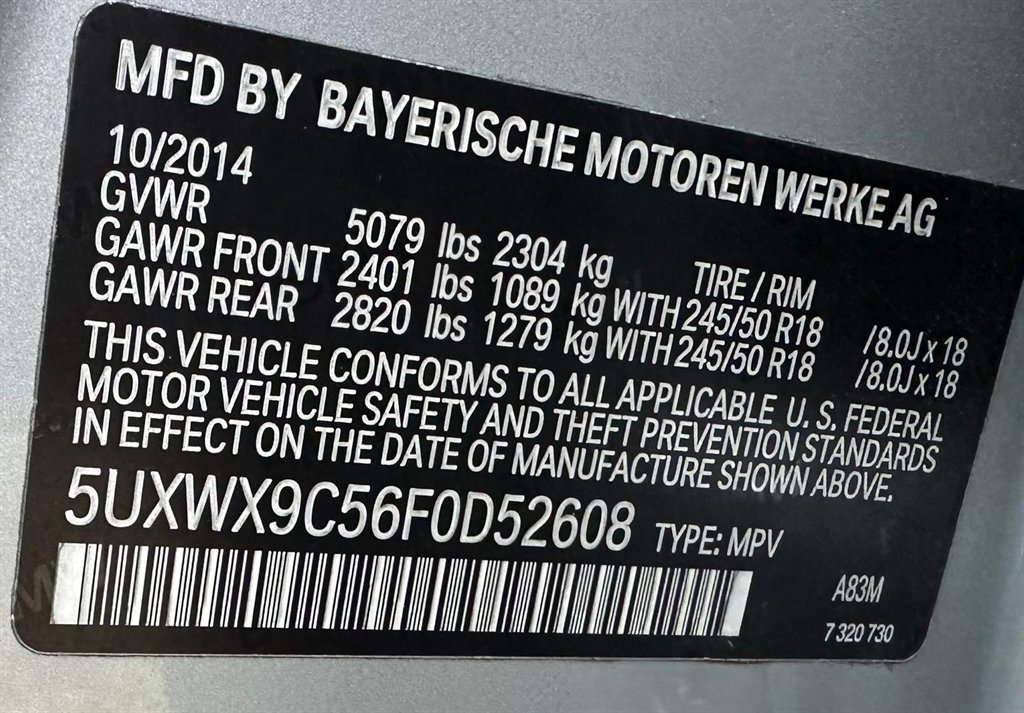 MFD BY BAYERISCHE MOTOREN WERKE AG
10/2014
GVWR 5079 lbs 2304 kg TIRE / RIM
GAWR FRONT 2401 lbs 1089 kg WITH 245/50 R18 /8.0J x 18
GAWR REAR 2820 lbs 1279 kg WITH 245/50 R18 /8.0J x 18
THIS VEHICLE CONFORMS TO ALL APPLICABLE U. S. FEDERAL
MOTOR VEHICLE SAFETY AND THEFT PREVENTION STANDARDS
IN EFFECT ON THE DATE OF MANUFACTURE SHOWN ABOVE.
5UXWX9C56F0D52608 TYPE: MPV
A83M
7 320 730